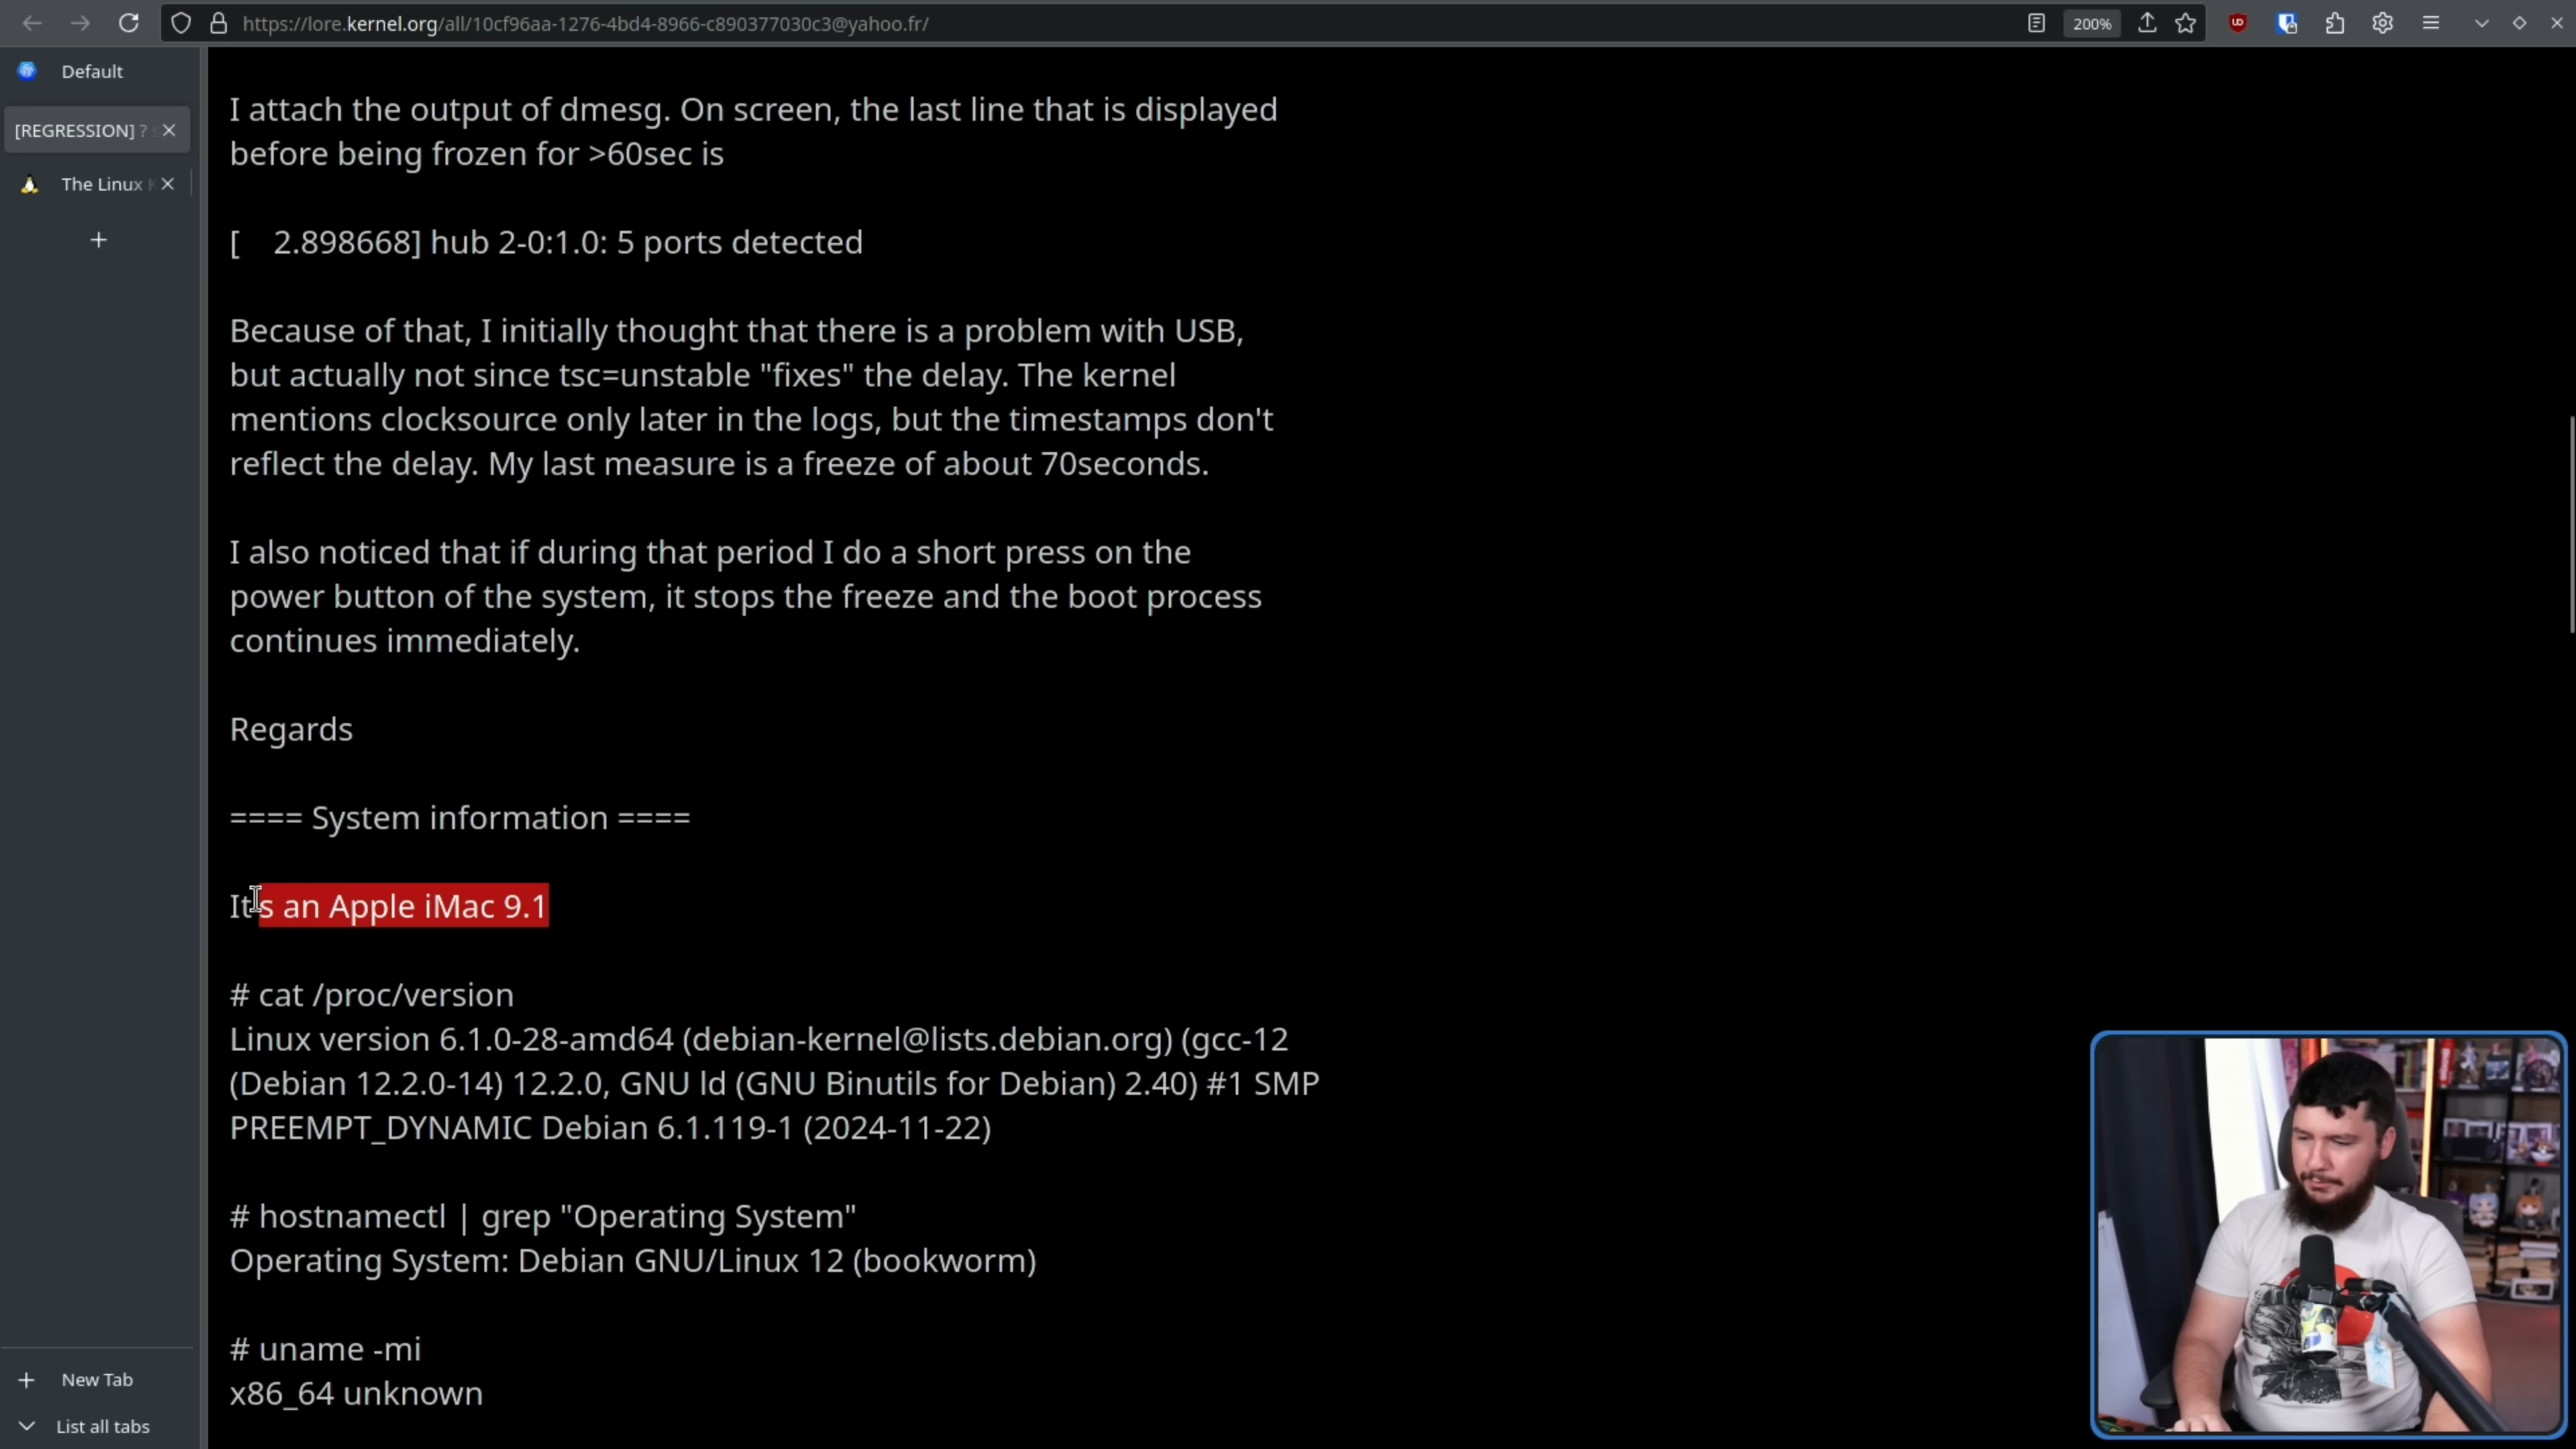 https://lore.kernel.org/all/10cf96aa-1276-4bd4-8966-c890377030c3@yahoo.fr/
200%
Default
[REGRESSION] ?
The Linux
I attach the output of dmesg. On screen, the last line that is displayed
before being frozen for >60sec is
[    2.898668] hub 2-0:1.0: 5 ports detected
Because of that, I initially thought that there is a problem with USB,
but actually not since tsc=unstable "fixes" the delay. The kernel
mentions clocksource only later in the logs, but the timestamps don't
reflect the delay. My last measure is a freeze of about 70seconds.
I also noticed that if during that period I do a short press on the
power button of the system, it stops the freeze and the boot process
continues immediately.
Regards
==== System information ====
It's an Apple iMac 9.1
# cat /proc/version
Linux version 6.1.0-28-amd64 (debian-kernel@lists.debian.org) (gcc-12
(Debian 12.2.0-14) 12.2.0, GNU ld (GNU Binutils for Debian) 2.40) #1 SMP
PREEMPT_DYNAMIC Debian 6.1.119-1 (2024-11-22)
# hostnamectl | grep "Operating System"
Operating System: Debian GNU/Linux 12 (bookworm)
# uname -mi
x86_64 unknown
New Tab
List all tabs